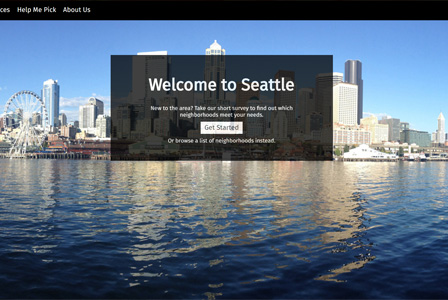 ces Help Me Pick About Us
Welcome to Seattle
New to the area? Take our short survey to find out which
neighborhoods meet your needs.
Get Started
Or browse a list of neighborhoods instead.